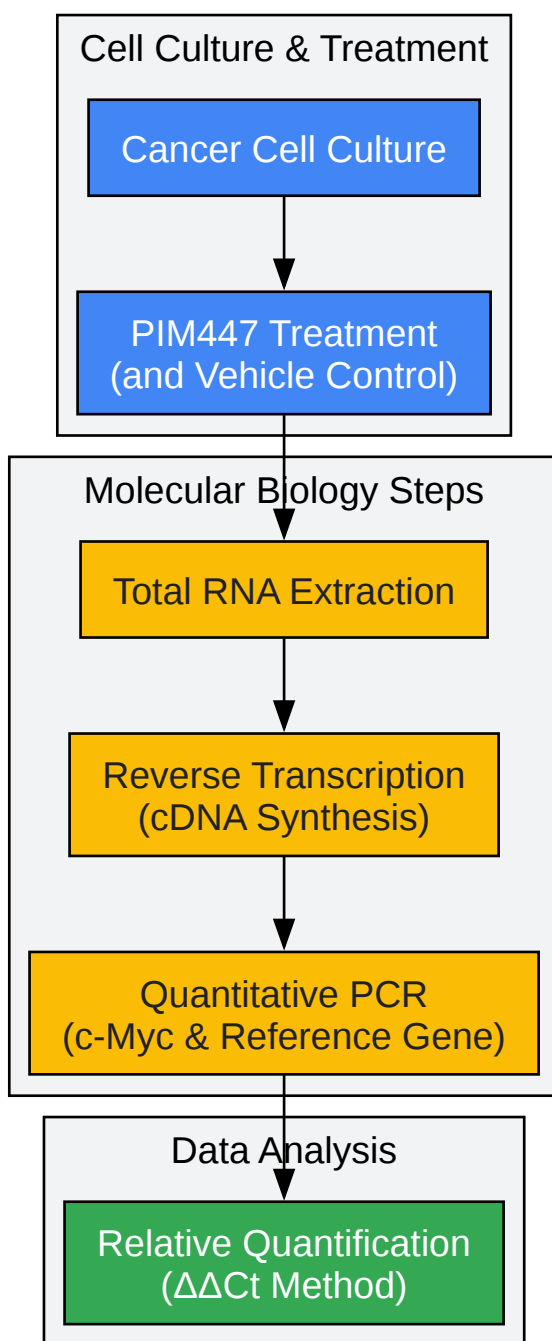 Cell Culture & Treatment
Cancer Cell Culture
PIM447 Treatment
(and Vehicle Control)
Molecular Biology Steps
Total RNA Extraction
Reverse Transcription
(cDNA Synthesis)
Quantitative PCR
(c-Myc & Reference Gene)
Data Analysis
Relative Quantification
(ΔΔCt Method)